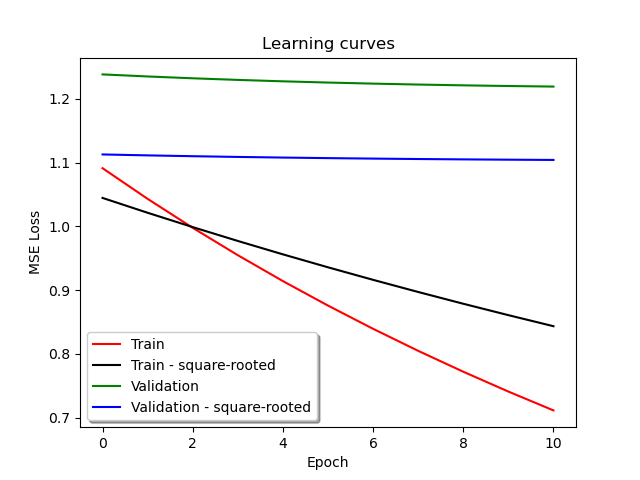 Learning curves
MSE Loss
1.2
1.1
1.0
0.9
0.8
0.7
Train
Train - square-rooted
Validation
Validation - square-rooted
0 2 4 6 8 10
Epoch